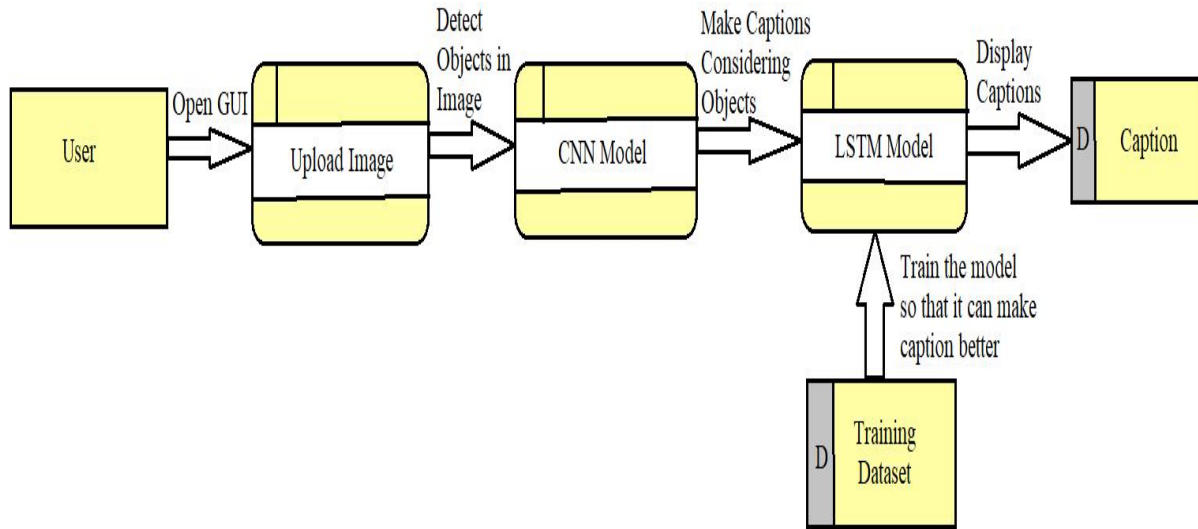 User
Open GUI
Upload Image
Detect
Objects in
Image
CNN Model
Make Captions
Considering
Objects
LSTM Model
Display
Captions
D
Caption
Train the model
so that it can make
caption better
D
Training
Dataset